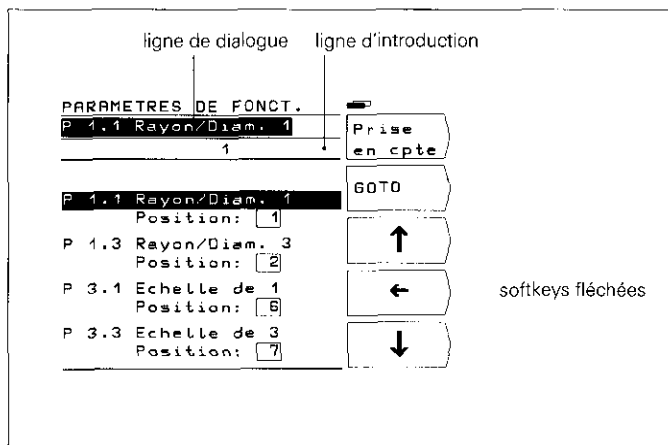 ligne de dialogue ligne d'introduction
PARAMETRES DE FONCT.
P 1.1 Rayon/Diam. 1
1
Prise
en cpte
GOTO
P 1.1 Rayon/Diam. 1
Position: 1
P 1.3 Rayon/Diam. 3
Position: 2
P 3.1 Echelle de 1
Position: 6
P 3.3 Echelle de 3
Position: 7
↑
←
↓
softkeys fléchées